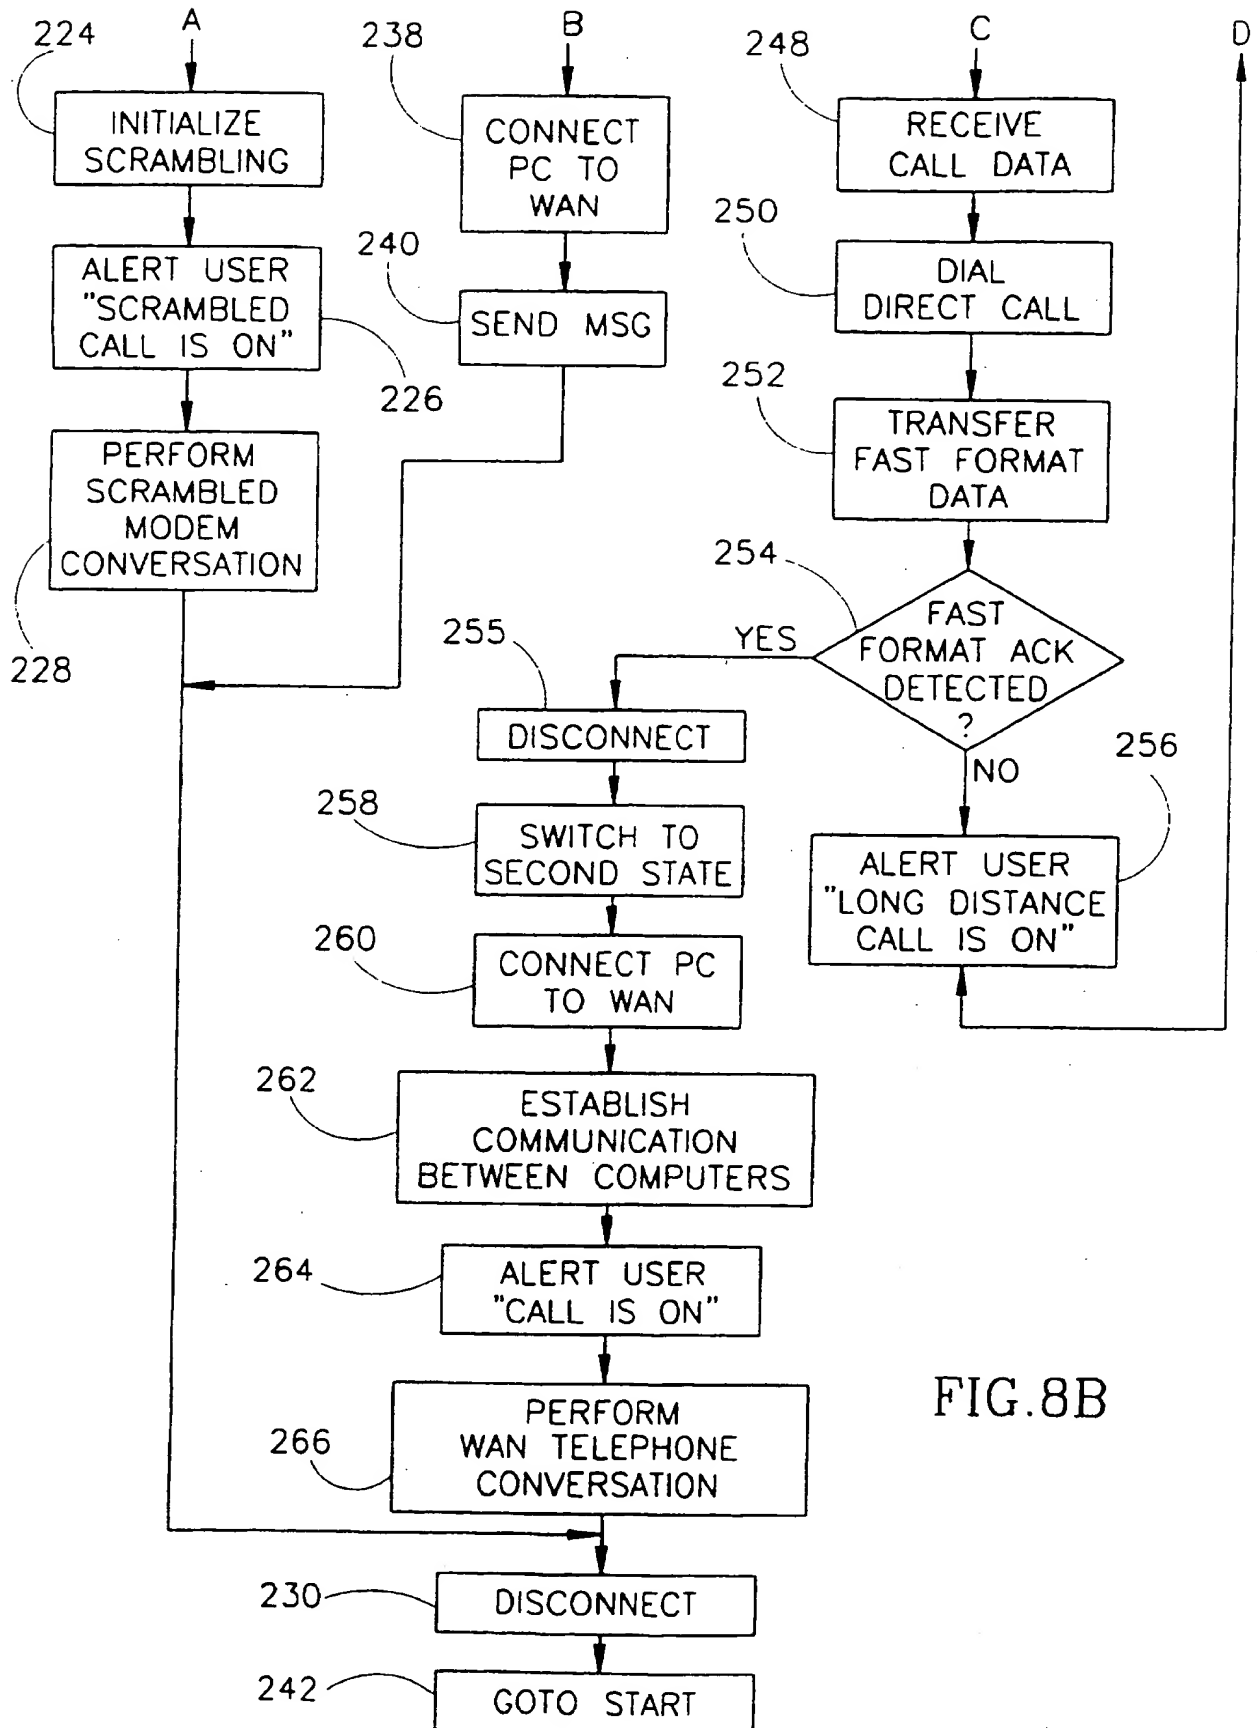 A
224
INITIALIZE
SCRAMBLING
ALERT USER
"SCRAMBLED
CALL IS ON"
226
PERFORM
SCRAMBLED
MODEM
CONVERSATION
228
B
238
CONNECT
PC TO
WAN
240
SEND MSG
C
248
RECEIVE
CALL DATA
250
DIAL
DIRECT CALL
252
TRANSFER
FAST FORMAT
DATA
254
FAST
FORMAT ACK
DETECTED
?
YES
NO
D
256
ALERT USER
"LONG DISTANCE
CALL IS ON"
255
DISCONNECT
258
SWITCH TO
SECOND STATE
260
CONNECT PC
TO WAN
262
ESTABLISH
COMMUNICATION
BETWEEN COMPUTERS
264
ALERT USER
"CALL IS ON"
266
PERFORM
WAN TELEPHONE
CONVERSATION
230
DISCONNECT
242
GOTO START
FIG.8B